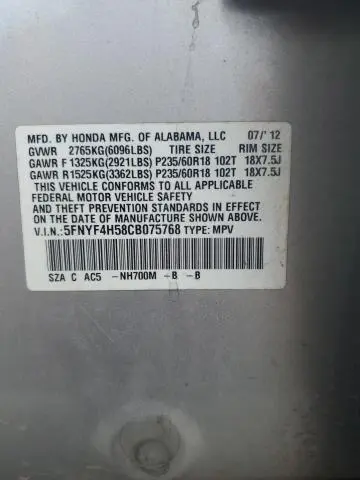 MFD. BY HONDA MFG. OF ALABAMA, LLC 07/'12
GVWR 2765KG(6096LBS) TIRE SIZE RIM SIZE
GAWR F 1325KG(2921LBS) P235/60R18 102T 18X7.5J
GAWR R 1525KG(3362LBS) P235/60R18 102T 18X7.5J
THIS VEHICLE CONFORMS TO ALL APPLICABLE
FEDERAL MOTOR VEHICLE SAFETY
AND THEFT PREVENTION STANDARDS IN EFFECT ON
THE DATE OF MANUFACTURE SHOWN ABOVE.
V.I.N.: 5FNYF4H58CB075768 TYPE: MPV
SZA C AC5 -NH700M -B -B